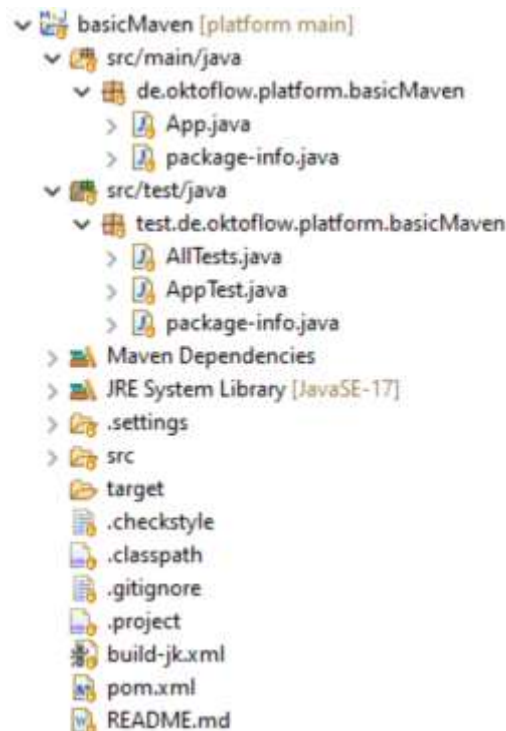 basicMaven [platform main]
src/main/java
de.oktoflow.platform.basicMaven
App.java
package-info.java
src/test/java
test.de.oktoflow.platform.basicMaven
AllTests.java
AppTest.java
package-info.java
Maven Dependencies
JRE System Library [JavaSE-17]
.settings
src
target
.checkstyle
.classpath
.gitignore
.project
build-jk.xml
pom.xml
README.md